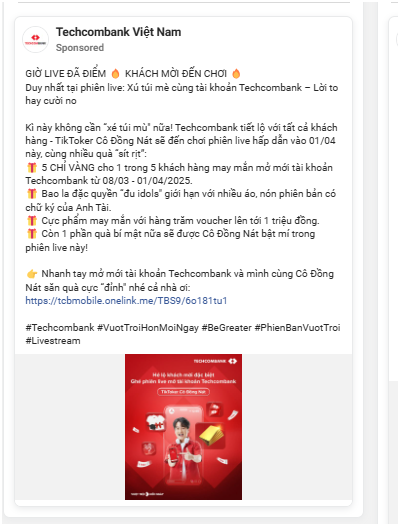 Techcombank Việt Nam
Sponsored
GIỜ LIVE ĐÃ ĐIỂM 🔥 KHÁCH MỜI ĐẾN CHƠI 🔥
Duy nhất tại phiên live: Xú túi mè cùng tài khoản Techcombank – Lời to
hay cười no
Kì này không cần “xé túi mù" nữa! Techcombank tiết lộ với tất cả khách
hàng - TikToker Cô Đồng Nát sẽ đến chơi phiên live hấp dẫn vào 01/04
này, cùng nhiều quà “sít rịt”:
🎁 5 CHỈ VÀNG cho 1 trong 5 khách hàng may mắn mở mới tài khoản
Techcombank từ 08/03 - 01/04/2025.
🎁 Bao la đặc quyền “đu idols" giới hạn với nhiều áo, nón phiên bản có
chữ ký của Anh Tài.
🎁 Cực phẩm may mắn với hàng trăm voucher lên tới 1 triệu đồng.
🎁 Còn 1 phần quà bí mật nữa sẽ được Cô Đồng Nát bật mí trong
phiên live này!
👉 Nhanh tay mở mới tài khoản Techcombank và mình cùng Cô Đồng
Nát săn quà cực “đỉnh" nhé cả nhà ơi:
https://tcbmobile.onelink.me/TBS9/6o181tu1
#Techcombank #VuotTroiHonMoiNgay #BeGreater #PhienBanVuotTroi
#Livestream
TECHCOMBANK
Hé lộ khách mời đặc biệt
Ghé phiên live mở tài khoản Techcombank
TikToker Cô Đồng Nát